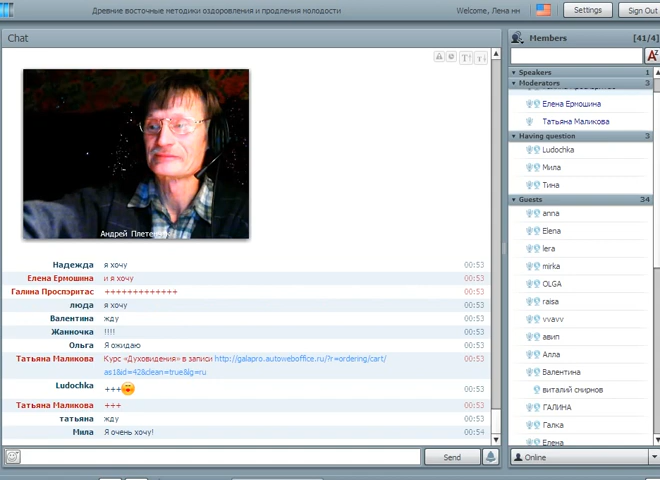 Древние восточные методики оздоровления и продления молодости
Welcome, Лена нн
Settings
Sign Out
Chat
Андрей
Надежда я хочу 00:53
Елена Ермошина и я хочу 00:53
Галина Проспэритас +++++++++++++ 00:53
люда я хочу 00:53
Валентина жду 00:53
Жанночка !!!! 00:53
Ольга Я ожидаю 00:53
Татьяна Маликова Курс «Духовидения» в записи http://galapro.autoweboffice.ru/?r=ordering/cart/ 00:53
as1&id=42&clean=true&lg=ru
Ludochka +++ 00:53
Татьяна Маликова +++ 00:53
татьяна жду 00:53
Мила Я очень хочу! 00:54
Send
Members [41/4]
Speakers 1
Moderators 3
Елена Ермошина
Татьяна Маликова
Having question 3
Ludochka
Мила
Тина
Guests 34
anna
Elena
lera
mirka
OLGA
raisa
vvavv
авип
Алла
Валентина
виталий смирнов
ГАЛИНА
Галка
Елена
Online